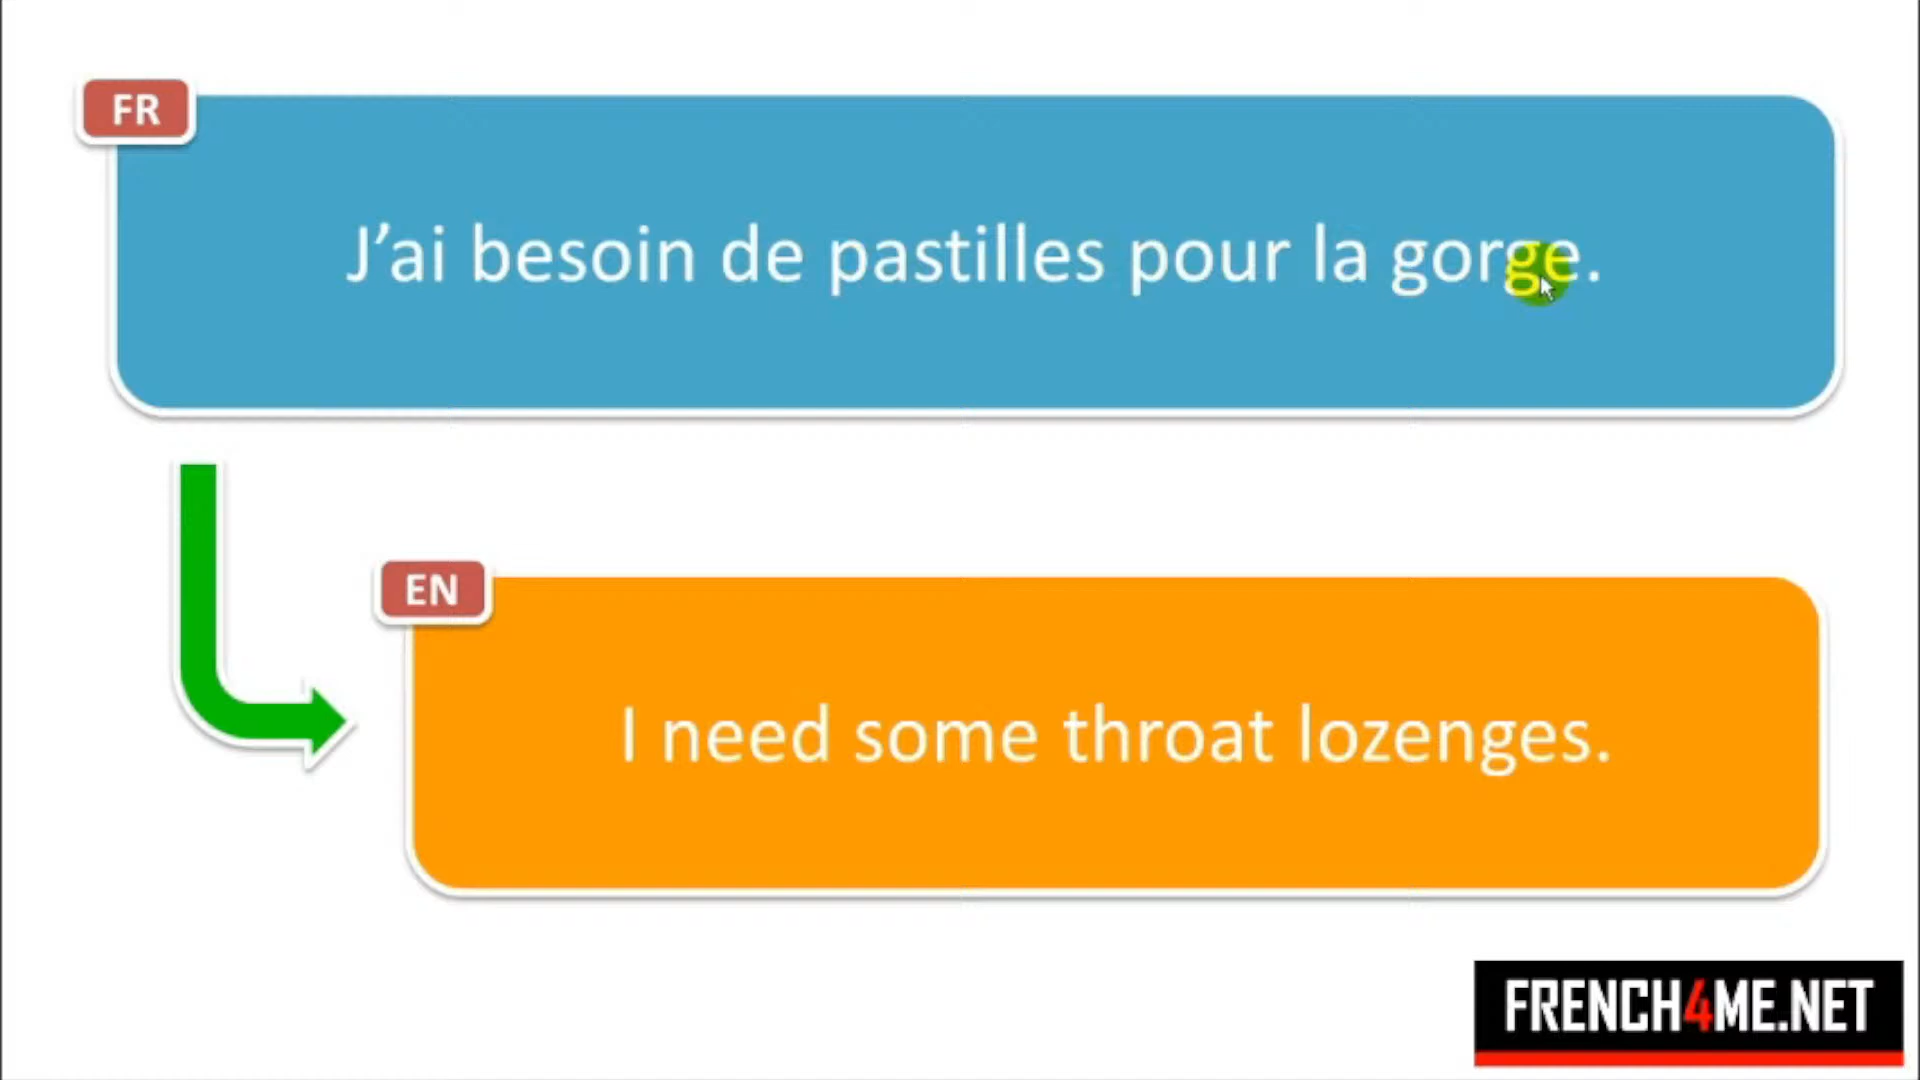 FR
J’ai besoin de pastilles pour la gorge.
EN
I need some throat lozenges.
FRENCH4ME.NET